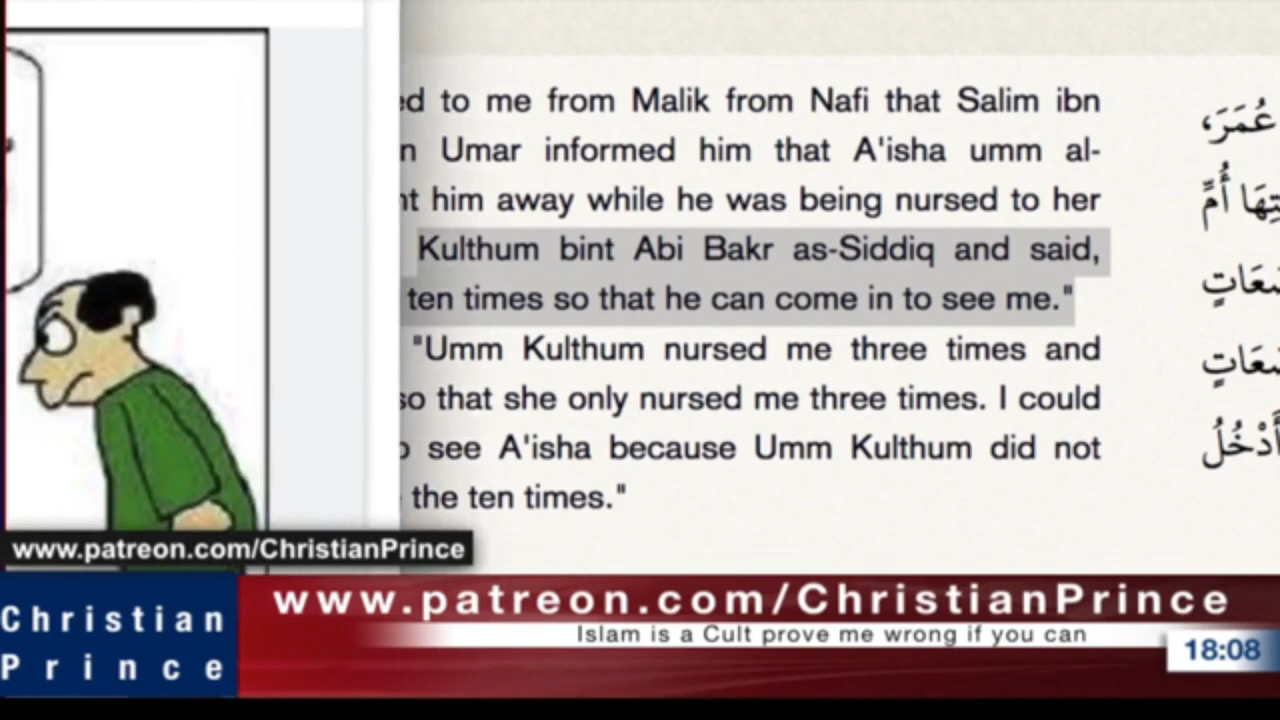 ed to me from Malik from Nafi that Salim ibn
n Umar informed him that A'isha umm al-
nt him away while he was being nursed to her
Kulthum bint Abi Bakr as-Siddiq and said,
ten times so that he can come in to see me."
"Umm Kulthum nursed me three times and
so that she only nursed me three times. I could
o see A'isha because Umm Kulthum did not
the ten times."
عُمَرَ،
تِهَا أُمِّ
ضَعَاتٍ
ضَعَاتٍ
أَدْخُلُ
www.patreon.com/ChristianPrince
Christian
Prince
www.patreon.com/ChristianPrince
Islam is a Cult prove me wrong if you can
18:08